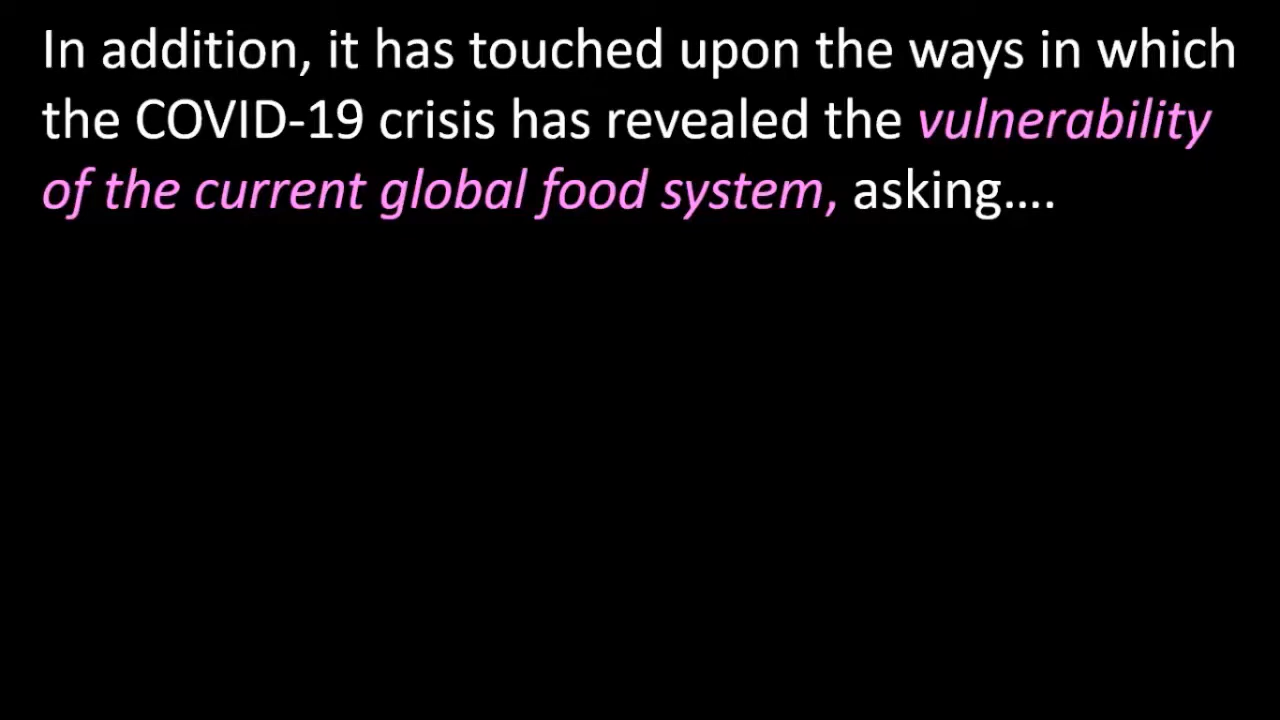 In addition, it has touched upon the ways in which
the COVID-19 crisis has revealed the vulnerability
of the current global food system, asking....